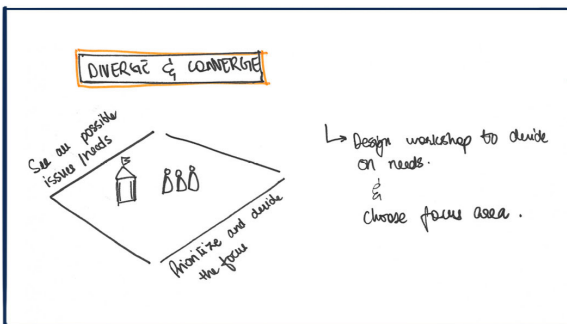 DIVERGE & CONVERGE
See all possible
issues/needs
Prioritize and decide
the focus
↳ Design workshop to decide
on needs.
&
choose focus area.